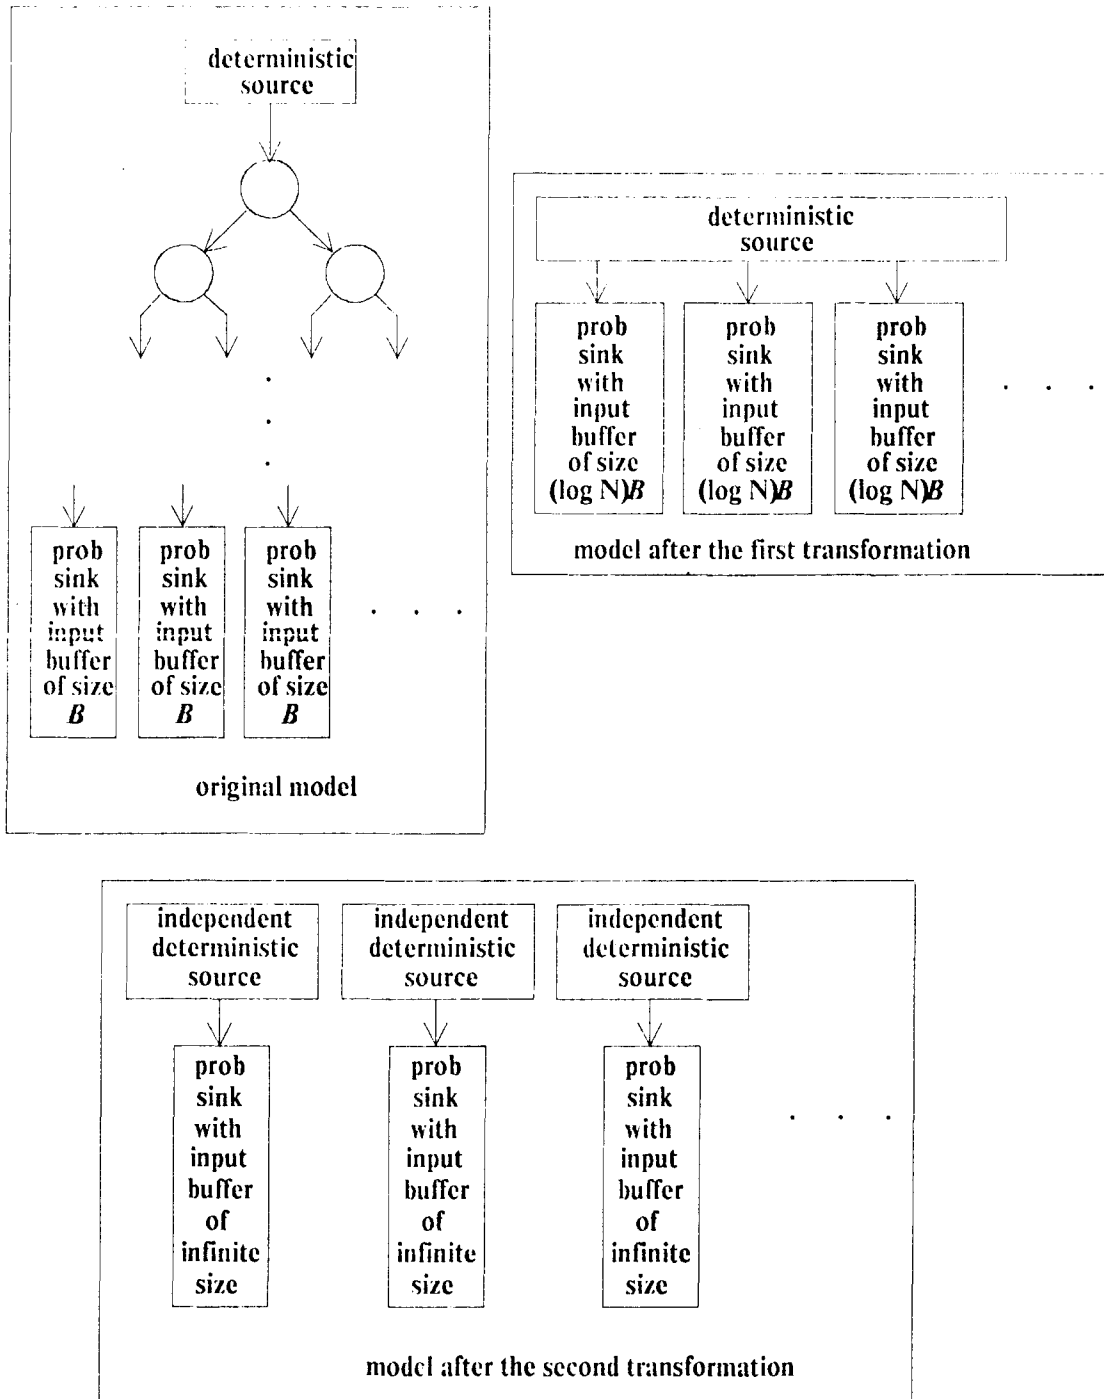 deterministic
source
prob
sink
with
input
buffer
of size
B
prob
sink
with
input
buffer
of size
B
prob
sink
with
input
buffer
of size
B
. . .
original model
deterministic
source
prob
sink
with
input
buffer
of size
(log N)B
prob
sink
with
input
buffer
of size
(log N)B
prob
sink
with
input
buffer
of size
(log N)B
. . .
model after the first transformation
independent
deterministic
source
independent
deterministic
source
independent
deterministic
source
prob
sink
with
input
buffer
of
infinite
size
prob
sink
with
input
buffer
of
infinite
size
prob
sink
with
input
buffer
of
infinite
size
. . .
model after the second transformation